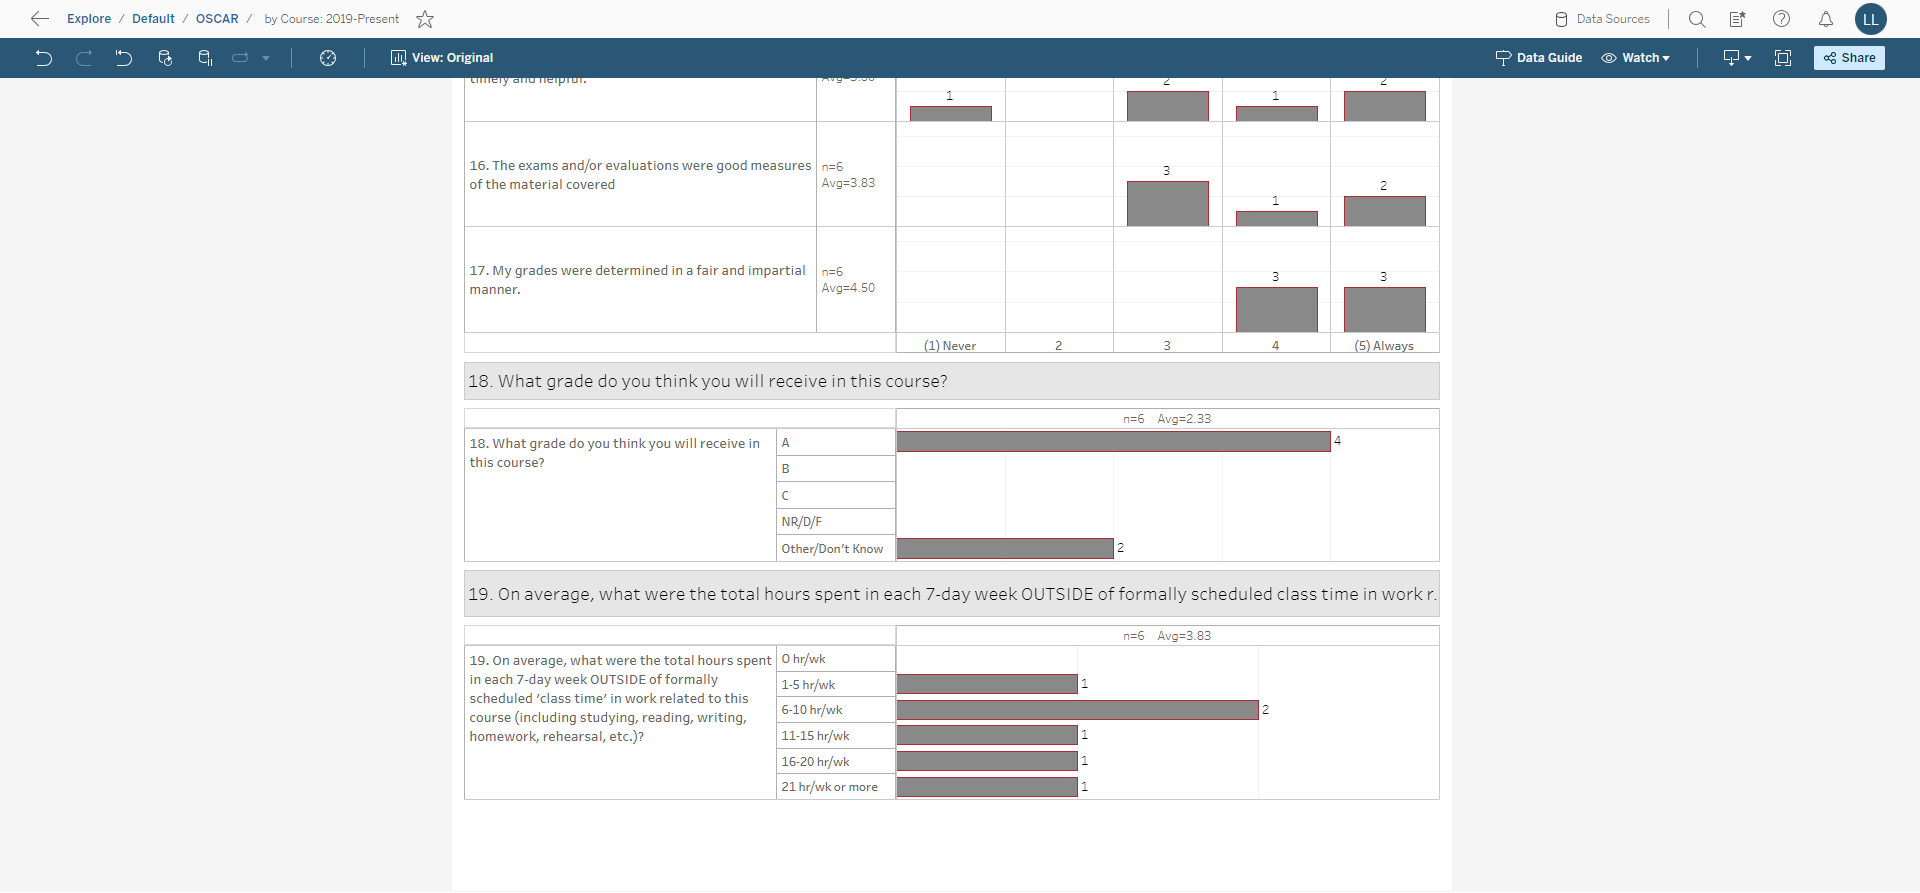 Explore / Default / OSCAR / by Course: 2019-Present
Data Sources
LL
View: Original
Data Guide
Watch
Share
timely and helpful.
1
2
1
2
16. The exams and/or evaluations were good measures
of the material covered
n=6
Avg=3.83
3
1
2
17. My grades were determined in a fair and impartial
manner.
n=6
Avg=4.50
3
3
(1) Never
2
3
4
(5) Always
18. What grade do you think you will receive in this course?
n=6 Avg=2.33
18. What grade do you think you will receive in
this course?
A
4
B
C
NR/D/F
Other/Don't Know
2
19. On average, what were the total hours spent in each 7-day week OUTSIDE of formally scheduled class time in work r.
n=6 Avg=3.83
19. On average, what were the total hours spent
in each 7-day week OUTSIDE of formally
scheduled ‘class time’ in work related to this
course (including studying, reading, writing,
homework, rehearsal, etc.)?
0 hr/wk
1-5 hr/wk
1
6-10 hr/wk
2
11-15 hr/wk
1
16-20 hr/wk
1
21 hr/wk or more
1